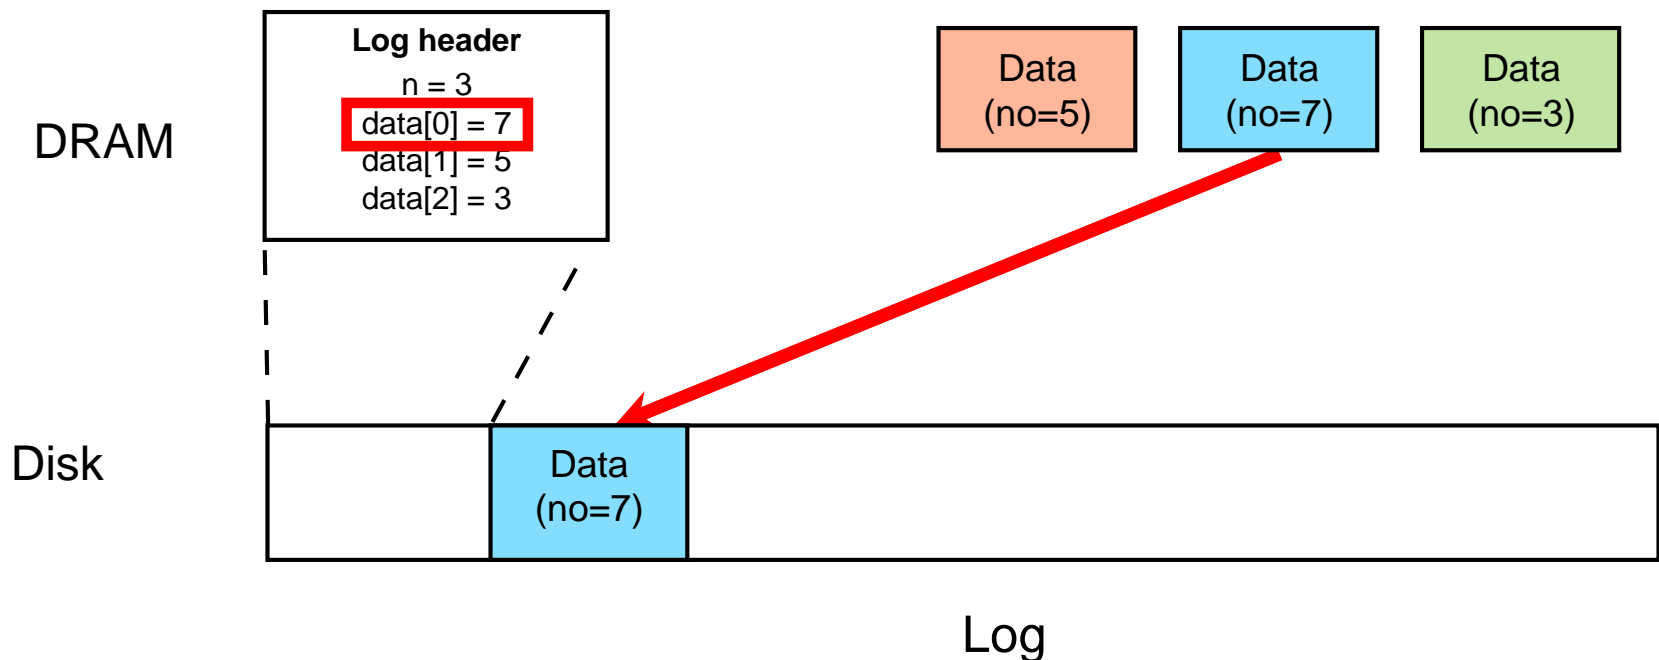 Log header
n = 3
data[0] = 7
data[1] = 5
data[2] = 3
DRAM
Data
(no=5)
Data
(no=7)
Data
(no=3)
Disk
Data
(no=7)
Log